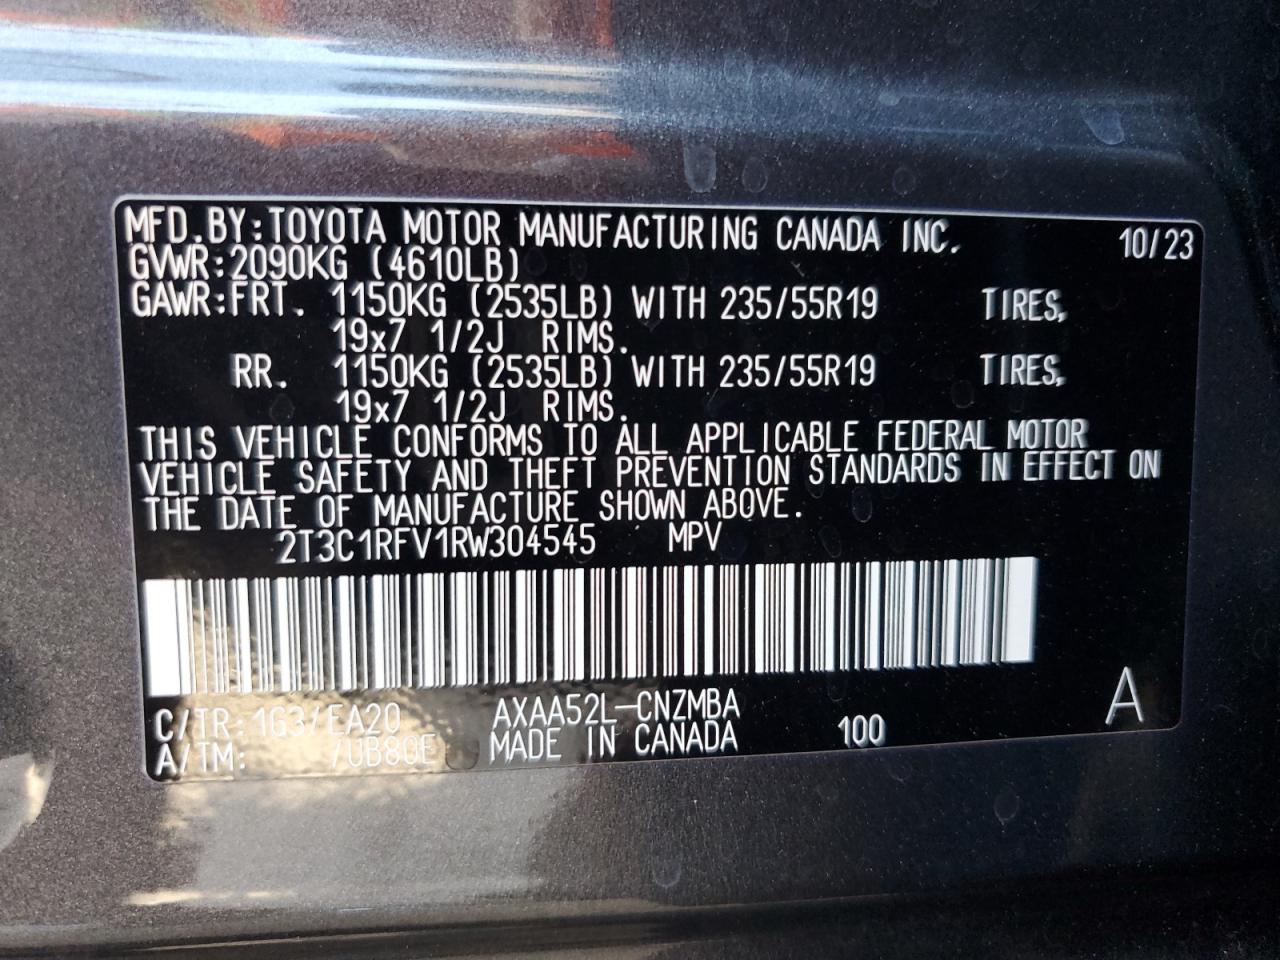 MFD.BY:TOYOTA MOTOR MANUFACTURING CANADA INC. 10/23
GVWR:2090KG (4610LB)
GAWR:FRT. 1150KG (2535LB) WITH 235/55R19 TIRES,
19x7 1/2J RIMS.
RR. 1150KG (2535LB) WITH 235/55R19 TIRES,
19x7 1/2J RIMS.
THIS VEHICLE CONFORMS TO ALL APPLICABLE FEDERAL MOTOR
VEHICLE SAFETY AND THEFT PREVENTION STANDARDS IN EFFECT ON
THE DATE OF MANUFACTURE SHOWN ABOVE.
2T3C1RFV1RW304545 MPV
C/TR:1G3/EA20 AXAA52L-CNZMBA
A/TM: /UB80E MADE IN CANADA 100 A